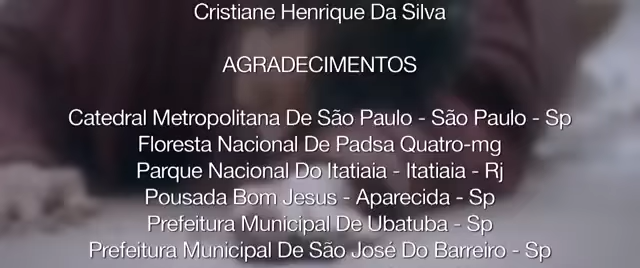 Cristiane Henrique Da Silva
AGRADECIMENTOS
Catedral Metropolitana De São Paulo - São Paulo - Sp
Floresta Nacional De Padsa Quatro-mg
Parque Nacional Do Itatiaia - Itatiaia - Rj
Pousada Bom Jesus - Aparecida - Sp
Prefeitura Municipal De Ubatuba - Sp
Prefeitura Municipal De São José Do Barreiro - Sp